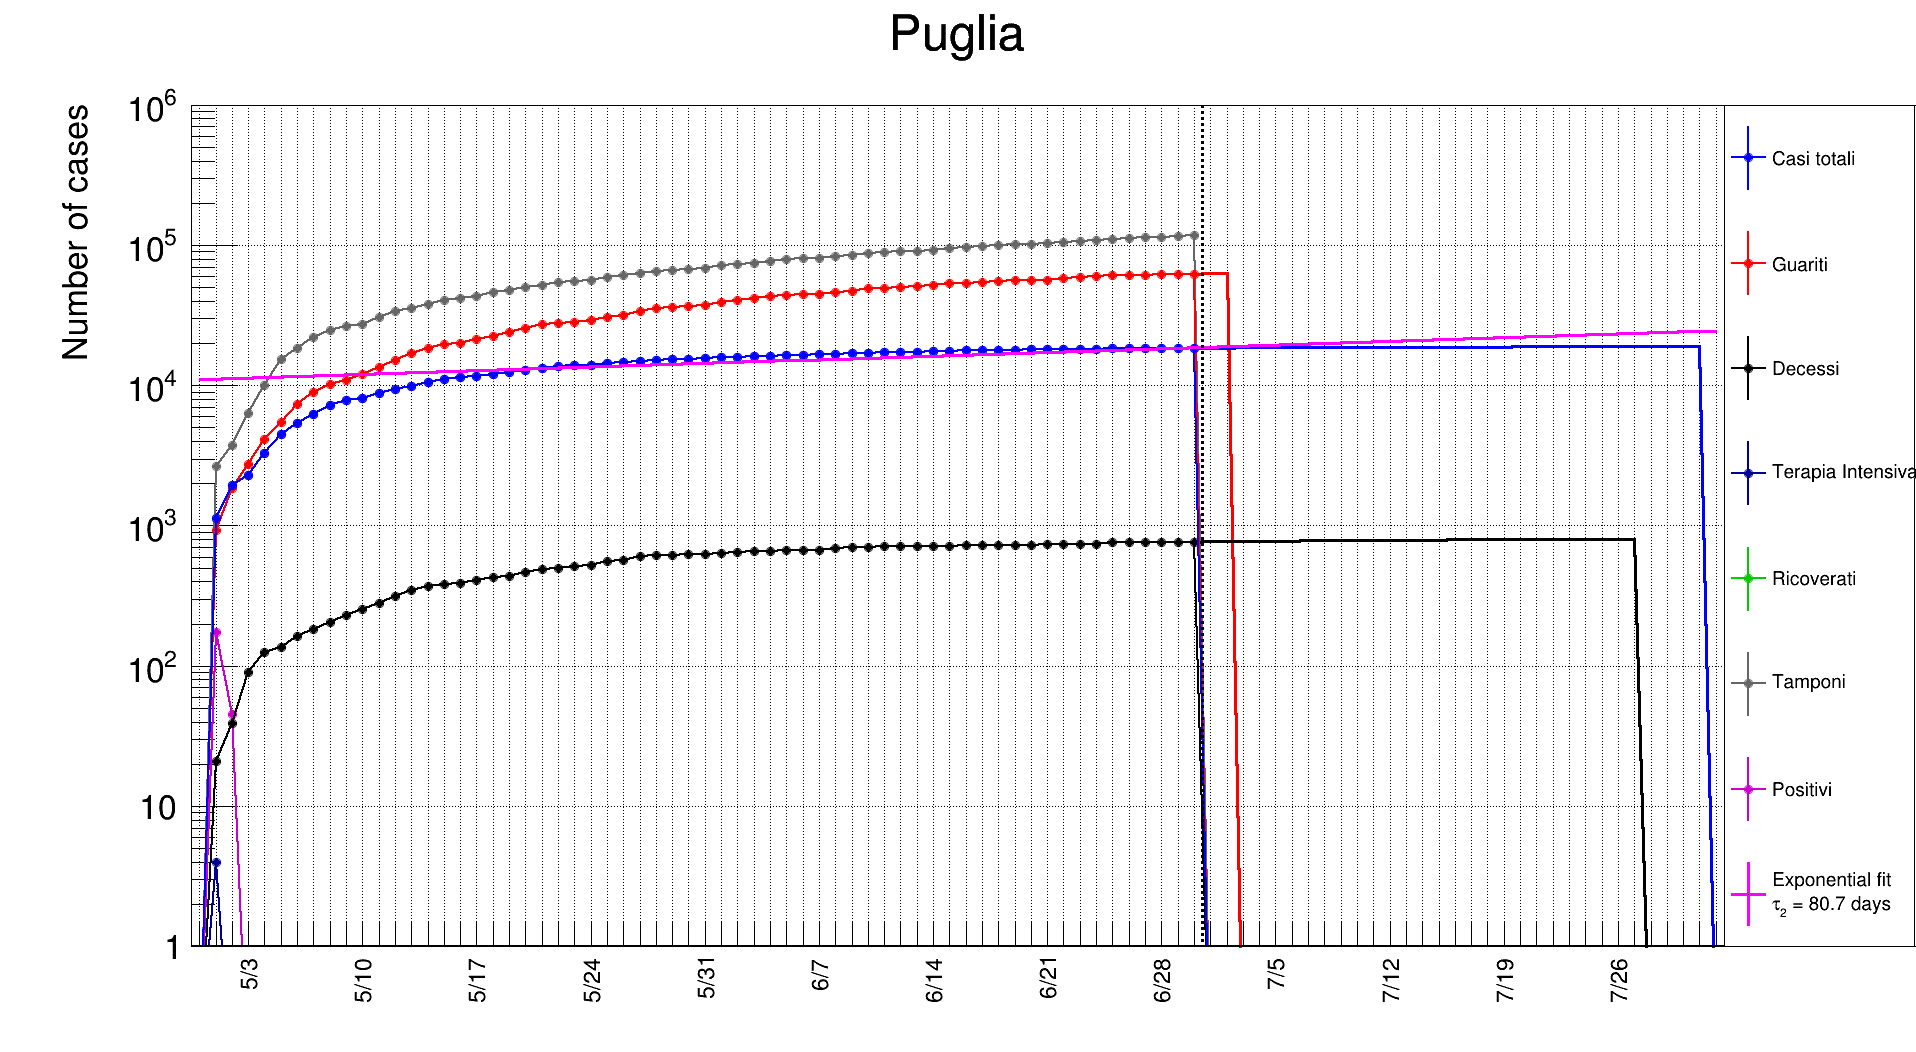 Puglia
Number of cases
10^6
10^5
10^4
10^3
10^2
10
1
5/3
5/10
5/17
5/24
5/31
6/7
6/14
6/21
6/28
7/5
7/12
7/19
7/26
Casi totali
Guariti
Decessi
Terapia Intensiva
Ricoverati
Tamponi
Positivi
Exponential fit
τ_2 = 80.7 days